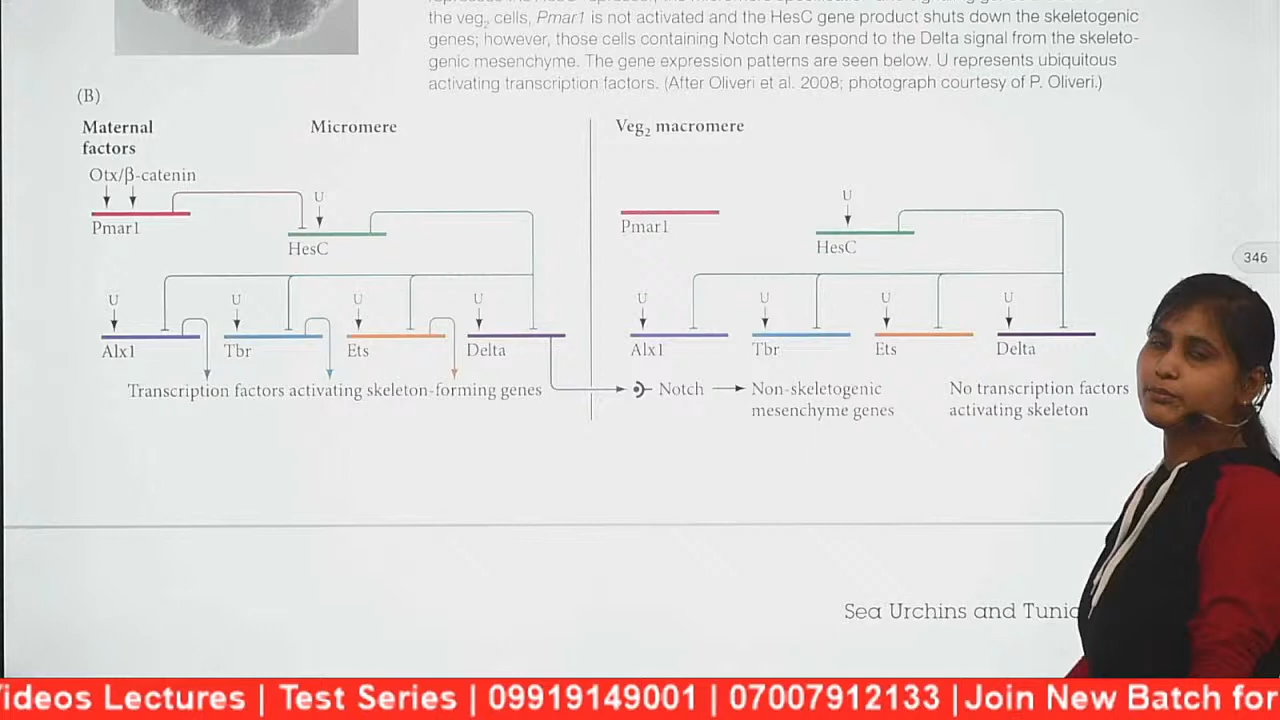 the veg₂ cells, Pmar1 is not activated and the HesC gene product shuts down the skeletogenic
genes; however, those cells containing Notch can respond to the Delta signal from the skeleto-
genic mesenchyme. The gene expression patterns are seen below. U represents ubiquitous
activating transcription factors. (After Oliveri et al. 2008; photograph courtesy of P. Oliveri.)
(B)
Maternal
factors
Micromere
Otx/β-catenin
U
Pmar1
HesC
U
U
U
U
Alx1
Tbr
Ets
Delta
Transcription factors activating skeleton-forming genes
Veg₂ macromere
U
Pmar1
HesC
U
U
U
U
Alx1
Tbr
Ets
Delta
Notch
Non-skeletogenic
mesenchyme genes
No transcription factors
activating skeleton
346
Sea Urchins and
Videos Lectures | Test Series | 09919149001 | 07007912133 |Join New Batch for